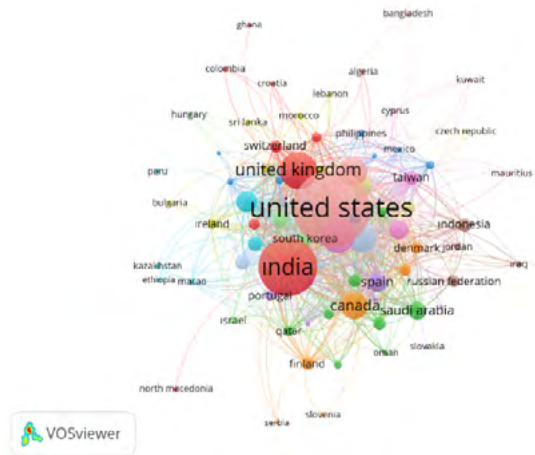 bangladesh
ghana
colombia
croatia
algeria
kuwait
lebanon
hungary
morocco
cyprus
sri lanka
philippines
czech republic
switzerland
mexico
united kingdom
peru
taiwan
mauritius
bulgaria
united states
ireland
indonesia
south korea
denmark
jordan
india
kazakhstan
iraq
ethiopia
macao
spain
russian federation
portugal
canada
saudi arabia
israel
qatar
oman
slovakia
finland
north macedonia
serbia
slovenia
VOSviewer